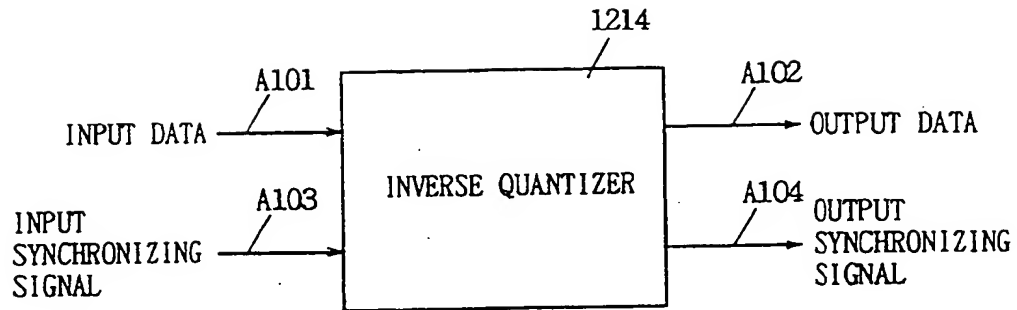 1214
A101
A102
INPUT DATA
OUTPUT DATA
INVERSE QUANTIZER
A103
A104
INPUT
SYNCHRONIZING
SIGNAL
OUTPUT
SYNCHRONIZING
SIGNAL